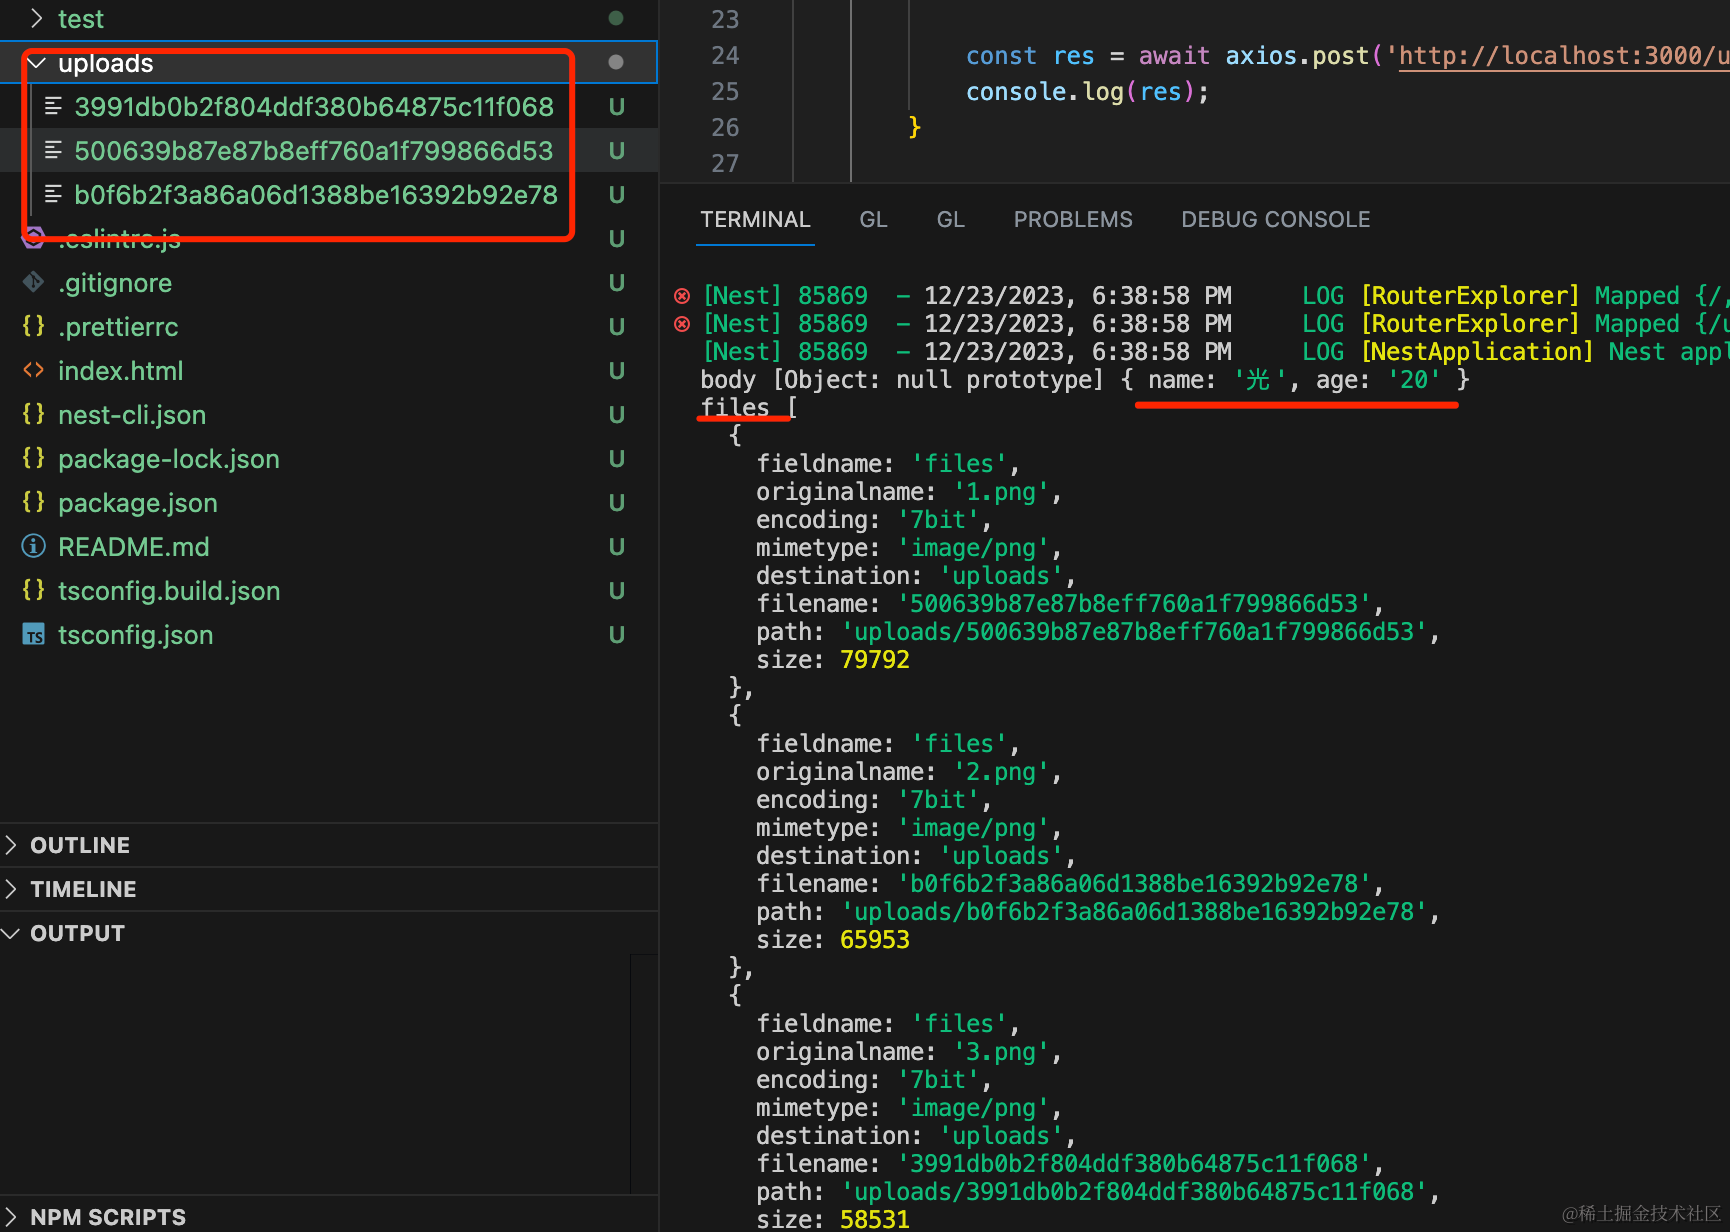 test
uploads
3991db0b2f804ddf380b64875c11f068 U
500639b87e87b8eff760a1f799866d53 U
b0f6b2f3a86a06d1388be16392b92e78 U
.eslintrc.js U
.gitignore U
.prettierrc U
index.html U
nest-cli.json U
package-lock.json U
package.json U
README.md U
tsconfig.build.json U
tsconfig.json U
OUTLINE
TIMELINE
OUTPUT
NPM SCRIPTS
23
24 const res = await axios.post('http://localhost:3000/u
25 console.log(res);
26 }
27
TERMINAL GL GL PROBLEMS DEBUG CONSOLE
[Nest] 85869 - 12/23/2023, 6:38:58 PM LOG [RouterExplorer] Mapped {/,
[Nest] 85869 - 12/23/2023, 6:38:58 PM LOG [RouterExplorer] Mapped {/u
[Nest] 85869 - 12/23/2023, 6:38:58 PM LOG [NestApplication] Nest appl
body [Object: null prototype] { name: '光', age: '20' }
files [
{
fieldname: 'files',
originalname: '1.png',
encoding: '7bit',
mimetype: 'image/png',
destination: 'uploads',
filename: '500639b87e87b8eff760a1f799866d53',
path: 'uploads/500639b87e87b8eff760a1f799866d53',
size: 79792
},
{
fieldname: 'files',
originalname: '2.png',
encoding: '7bit',
mimetype: 'image/png',
destination: 'uploads',
filename: 'b0f6b2f3a86a06d1388be16392b92e78',
path: 'uploads/b0f6b2f3a86a06d1388be16392b92e78',
size: 65953
},
{
fieldname: 'files',
originalname: '3.png',
encoding: '7bit',
mimetype: 'image/png',
destination: 'uploads',
filename: '3991db0b2f804ddf380b64875c11f068',
path: 'uploads/3991db0b2f804ddf380b64875c11f068',
size: 58531
@稀土掘金技术社区